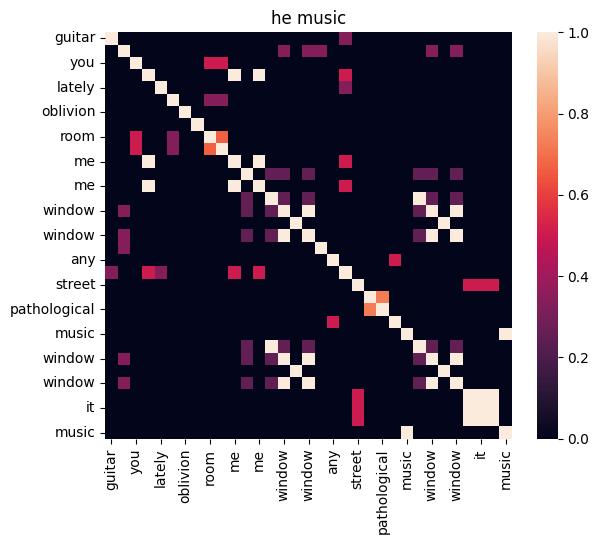 he music
guitar
you
lately
oblivion
room
me
me
window
window
any
street
pathological
music
window
window
it
music
guitar
you
lately
oblivion
room
me
me
window
window
any
street
pathological
music
window
window
it
music
1.0
0.8
0.6
0.4
0.2
0.0